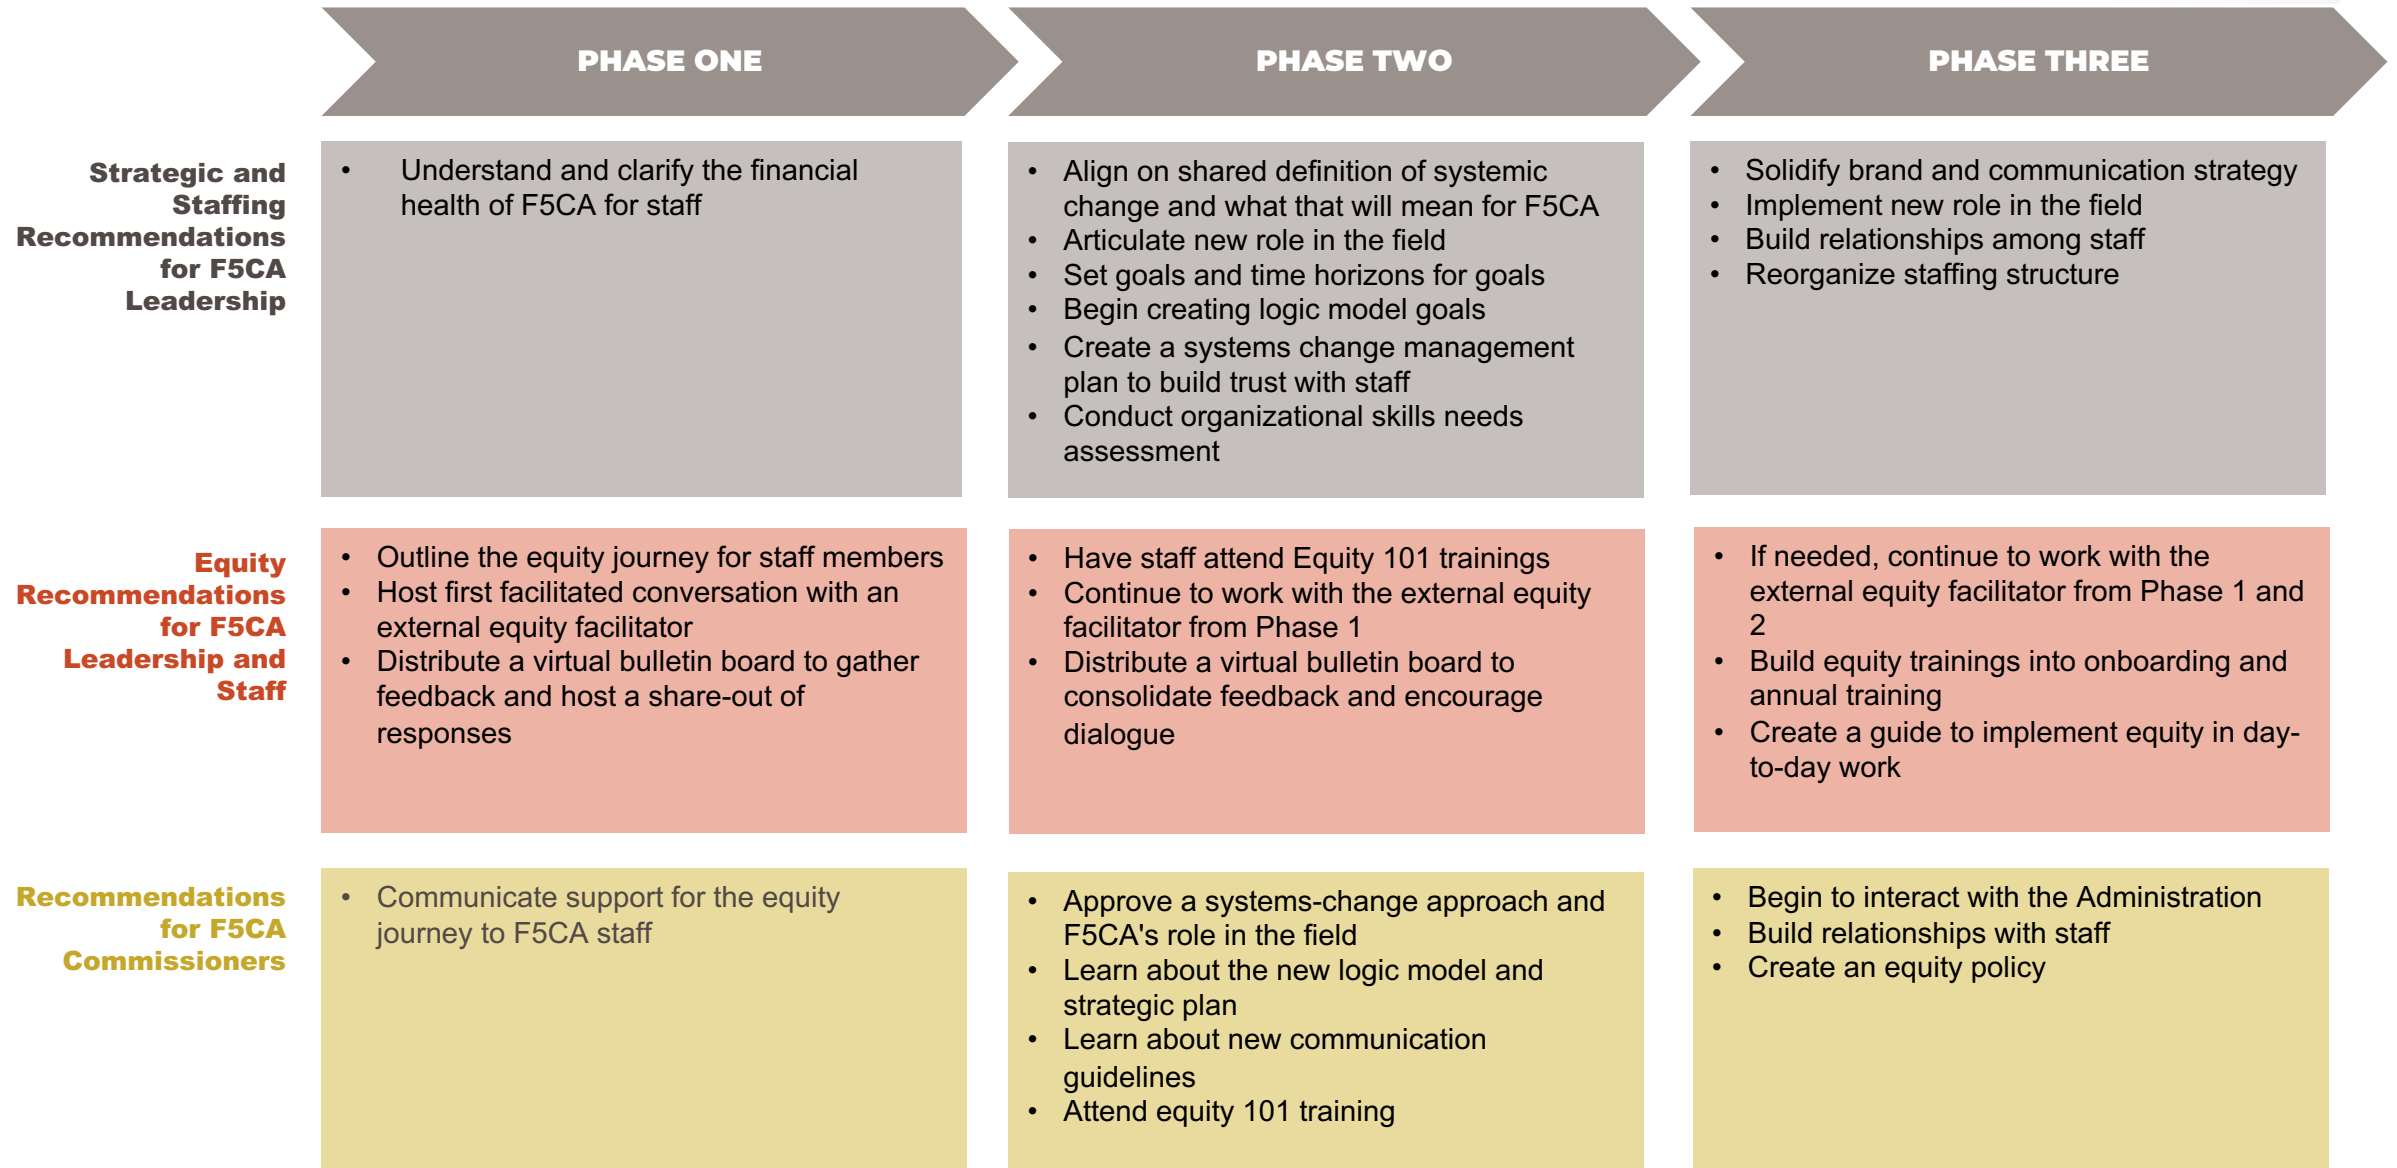 PHASE ONE
PHASE TWO
PHASE THREE
Strategic and
Staffing
Recommendations
for F5CA
Leadership
• Understand and clarify the financial
health of F5CA for staff
• Align on shared definition of systemic
change and what that will mean for F5CA
• Articulate new role in the field
• Set goals and time horizons for goals
• Begin creating logic model goals
• Create a systems change management
plan to build trust with staff
• Conduct organizational skills needs
assessment
• Solidify brand and communication strategy
• Implement new role in the field
• Build relationships among staff
• Reorganize staffing structure
Equity
Recommendations
for F5CA
Leadership and
Staff
• Outline the equity journey for staff members
• Host first facilitated conversation with an
external equity facilitator
• Distribute a virtual bulletin board to gather
feedback and host a share-out of
responses
• Have staff attend Equity 101 trainings
• Continue to work with the external equity
facilitator from Phase 1
• Distribute a virtual bulletin board to
consolidate feedback and encourage
dialogue
• If needed, continue to work with the
external equity facilitator from Phase 1 and
2
• Build equity trainings into onboarding and
annual training
• Create a guide to implement equity in day-
to-day work
Recommendations
for F5CA
Commissioners
• Communicate support for the equity
journey to F5CA staff
• Approve a systems-change approach and
F5CA's role in the field
• Learn about the new logic model and
strategic plan
• Learn about new communication
guidelines
• Attend equity 101 training
• Begin to interact with the Administration
• Build relationships with staff
• Create an equity policy